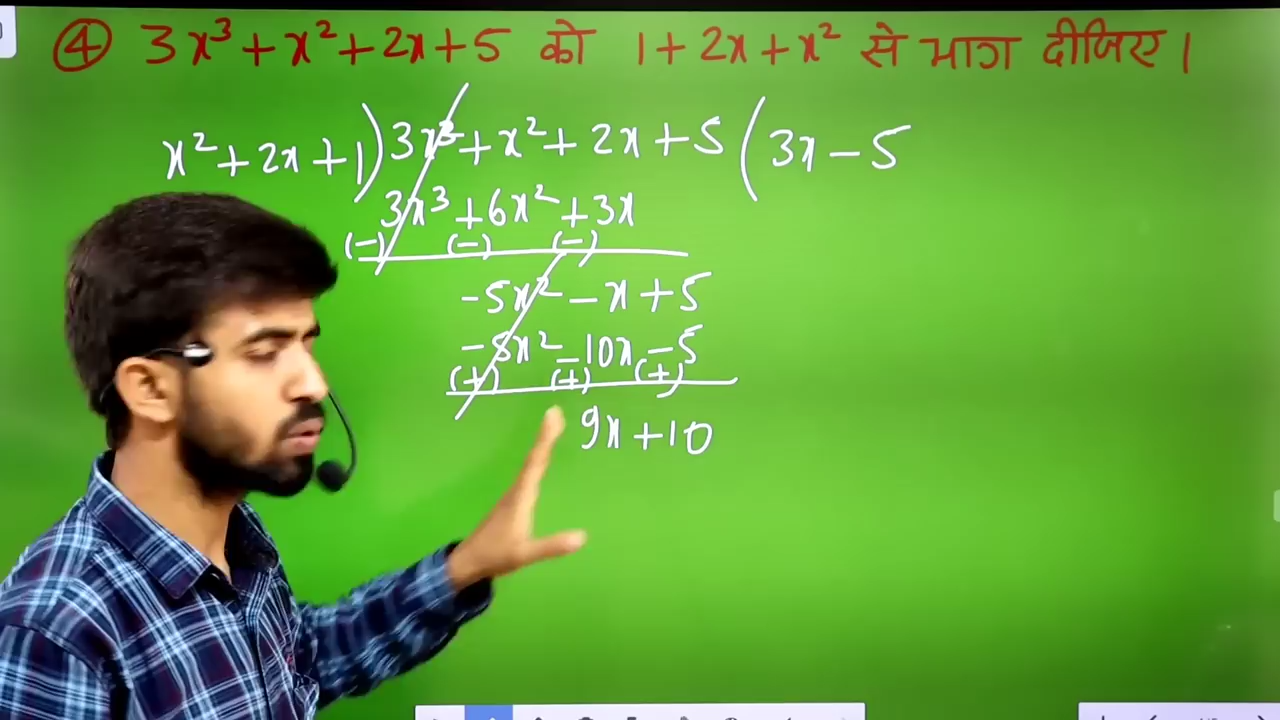 ④ 3x³ + x² + 2x + 5 को 1 + 2x + x² से भाग दीजिए।
x² + 2x + 1) 3x³ + x² + 2x + 5 (3x - 5
3x³ + 6x² + 3x
(-) (-) (-)
-5x² - x + 5
-5x² - 10x - 5
(+) (+) (+)
9x + 10